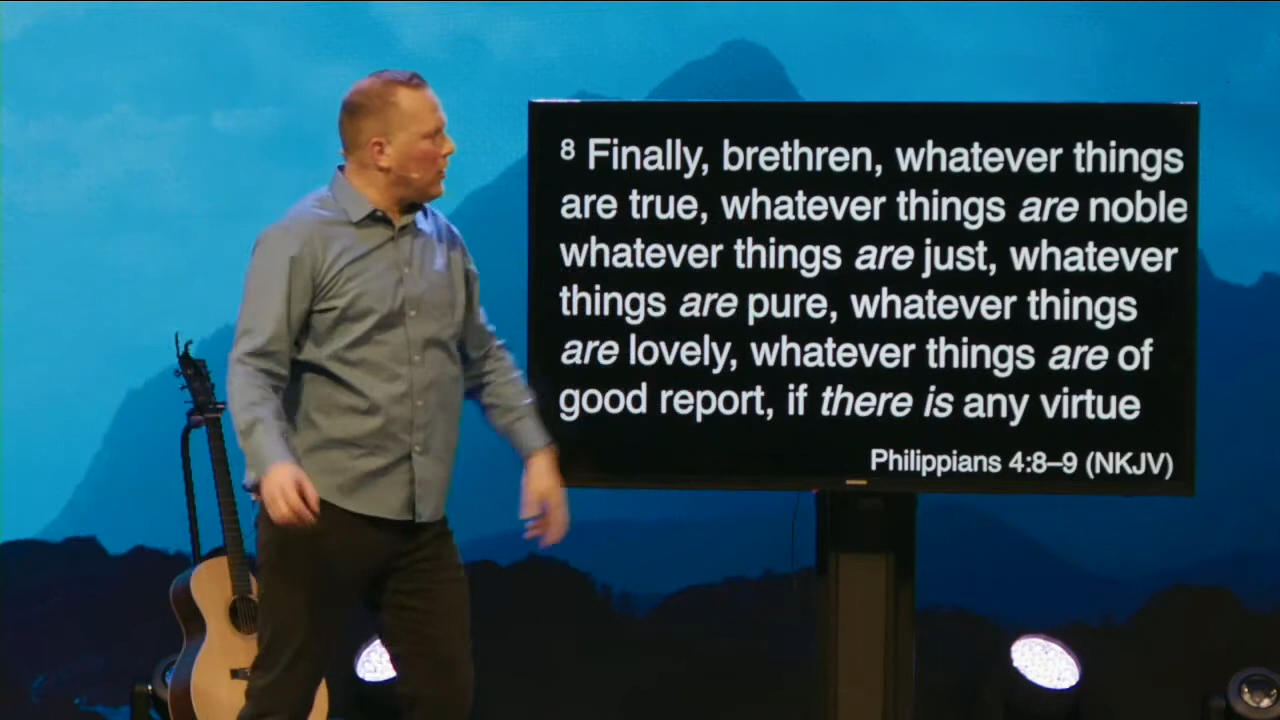 8 Finally, brethren, whatever things
are true, whatever things are noble
whatever things are just, whatever
things are pure, whatever things
are lovely, whatever things are of
good report, if there is any virtue
Philippians 4:8–9 (NKJV)